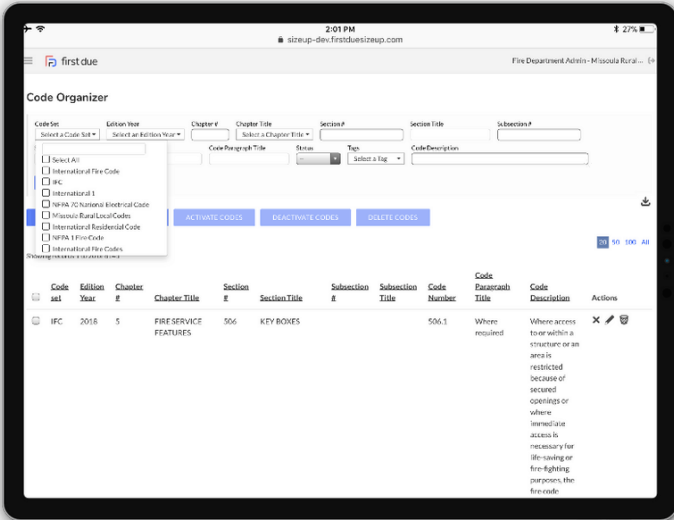 2:01 PM
27%
sizeup-dev.firstduesizeup.com
first due
Fire Department Admin - Missoula Rural...
Code Organizer
Code Set Edition Year Chapter # Chapter Title Section # Section Title Subsection #
Select a Code Set Select an Edition Year Select a Chapter Title
Code Paragraph Title Status Tags Code Description
Select a Tag
Select All
International Fire Code
IFC
International 1
NFPA 70 National Electrical Code
Missoula Rural Local Codes
International Residential Code
NFPA 1 Fire Code
International Fire Codes
ACTIVATE CODES DEACTIVATE CODES DELETE CODES
20 50 100 All
Code set Edition Year Chapter # Chapter Title Section # Section Title Subsection # Subsection Title Code Number Code Paragraph Title Code Description Actions
IFC 2018 5 FIRE SERVICE FEATURES 506 KEY BOXES 506.1 Where required
Where access
to or within a
structure or an
area is
restricted
because of
secured
openings or
where
immediate
access is
necessary for
life-saving or
fire-fighting
purposes, the
fire code